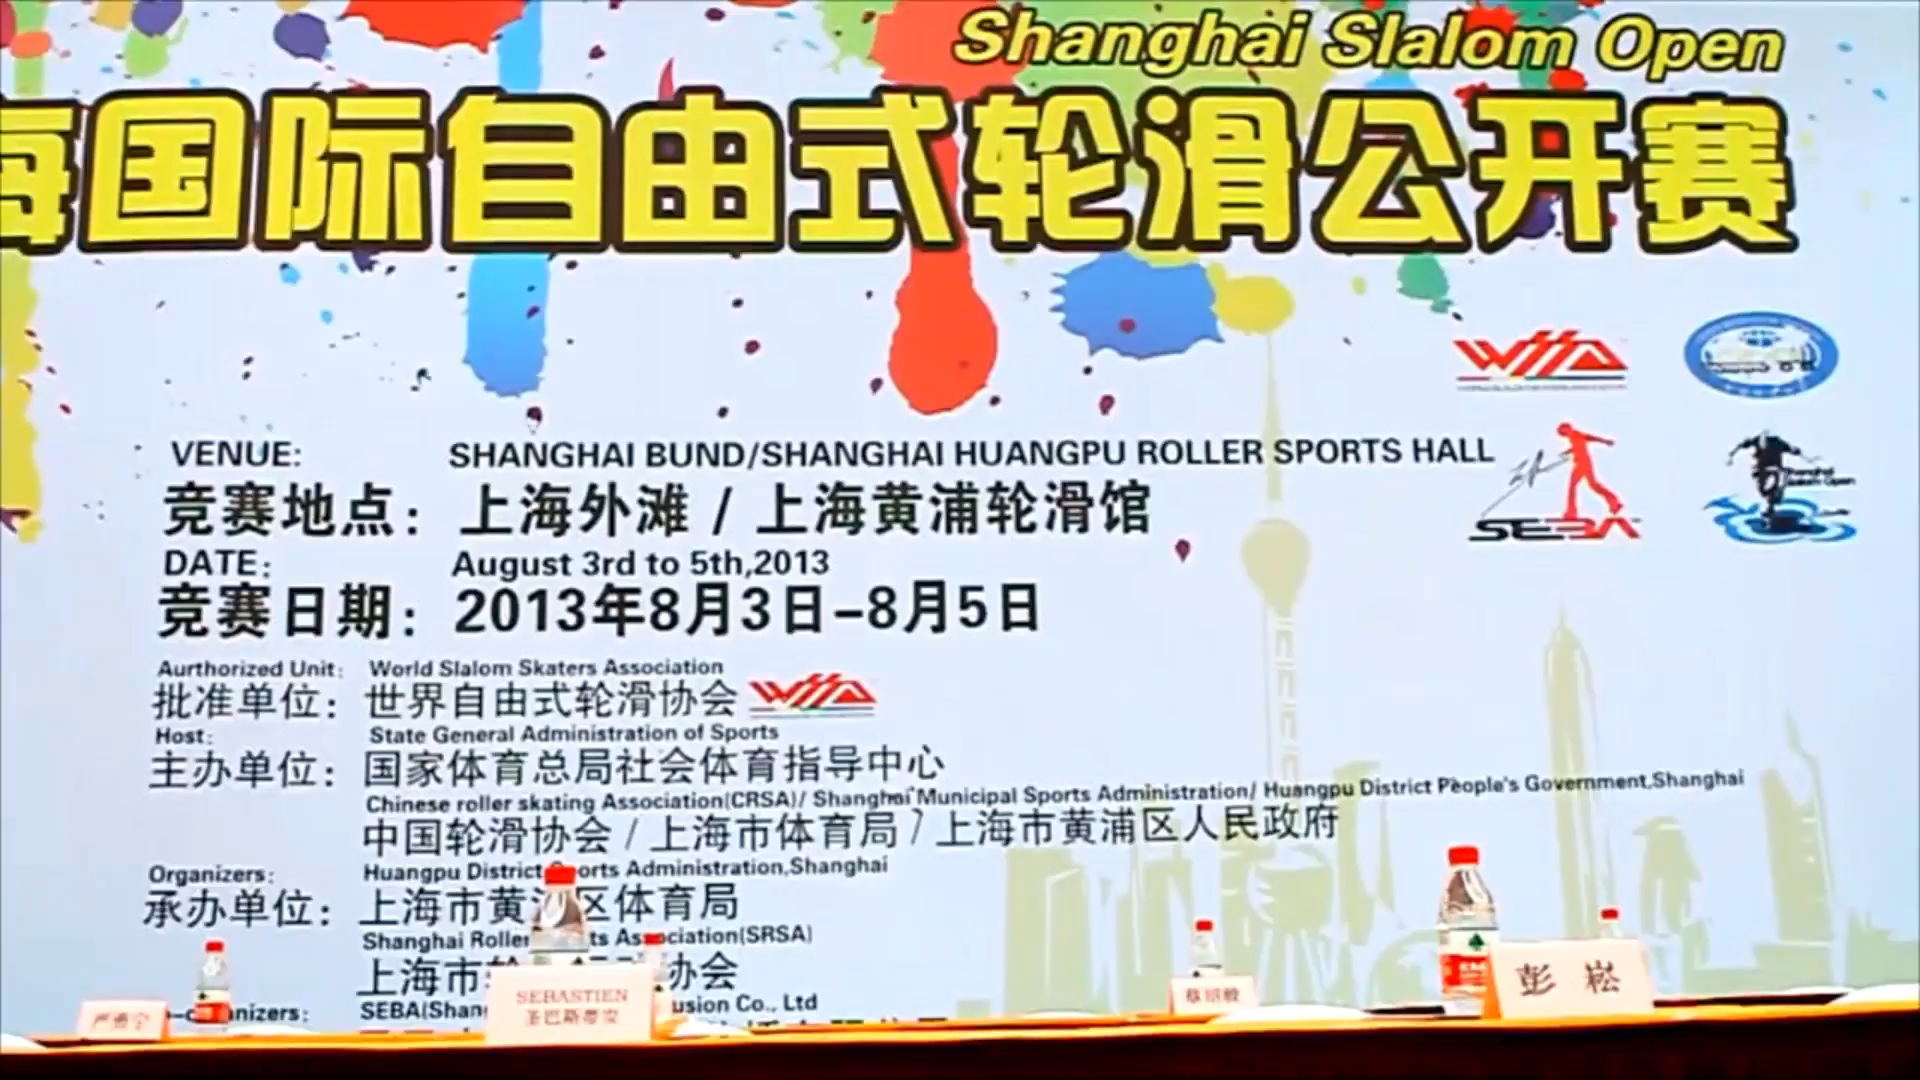 Shanghai Slalom Open
海国际自由式轮滑公开赛
VENUE: SHANGHAI BUND/SHANGHAI HUANGPU ROLLER SPORTS HALL
竞赛地点： 上海外滩 / 上海黄浦轮滑馆
DATE: August 3rd to 5th,2013
竞赛日期： 2013年8月3日-8月5日
SEBA
Aurthorized Unit: World Slalom Skaters Association
批准单位： 世界自由式轮滑协会
Host: State General Administration of Sports
主办单位： 国家体育总局社会体育指导中心
Chinese roller skating Association(CRSA)/ Shanghai Municipal Sports Administration/ Huangpu District People's Government,Shanghai
中国轮滑协会 / 上海市体育局 / 上海市黄浦区人民政府
Organizers: Huangpu District Sports Administration,Shanghai
承办单位： 上海市黄浦区体育局
Shanghai Roller ts Association(SRSA)
上海市 协会
SEBA(Shan usion Co., Ltd
SEBASTIEN
圣巴斯蒂安
彭 崧